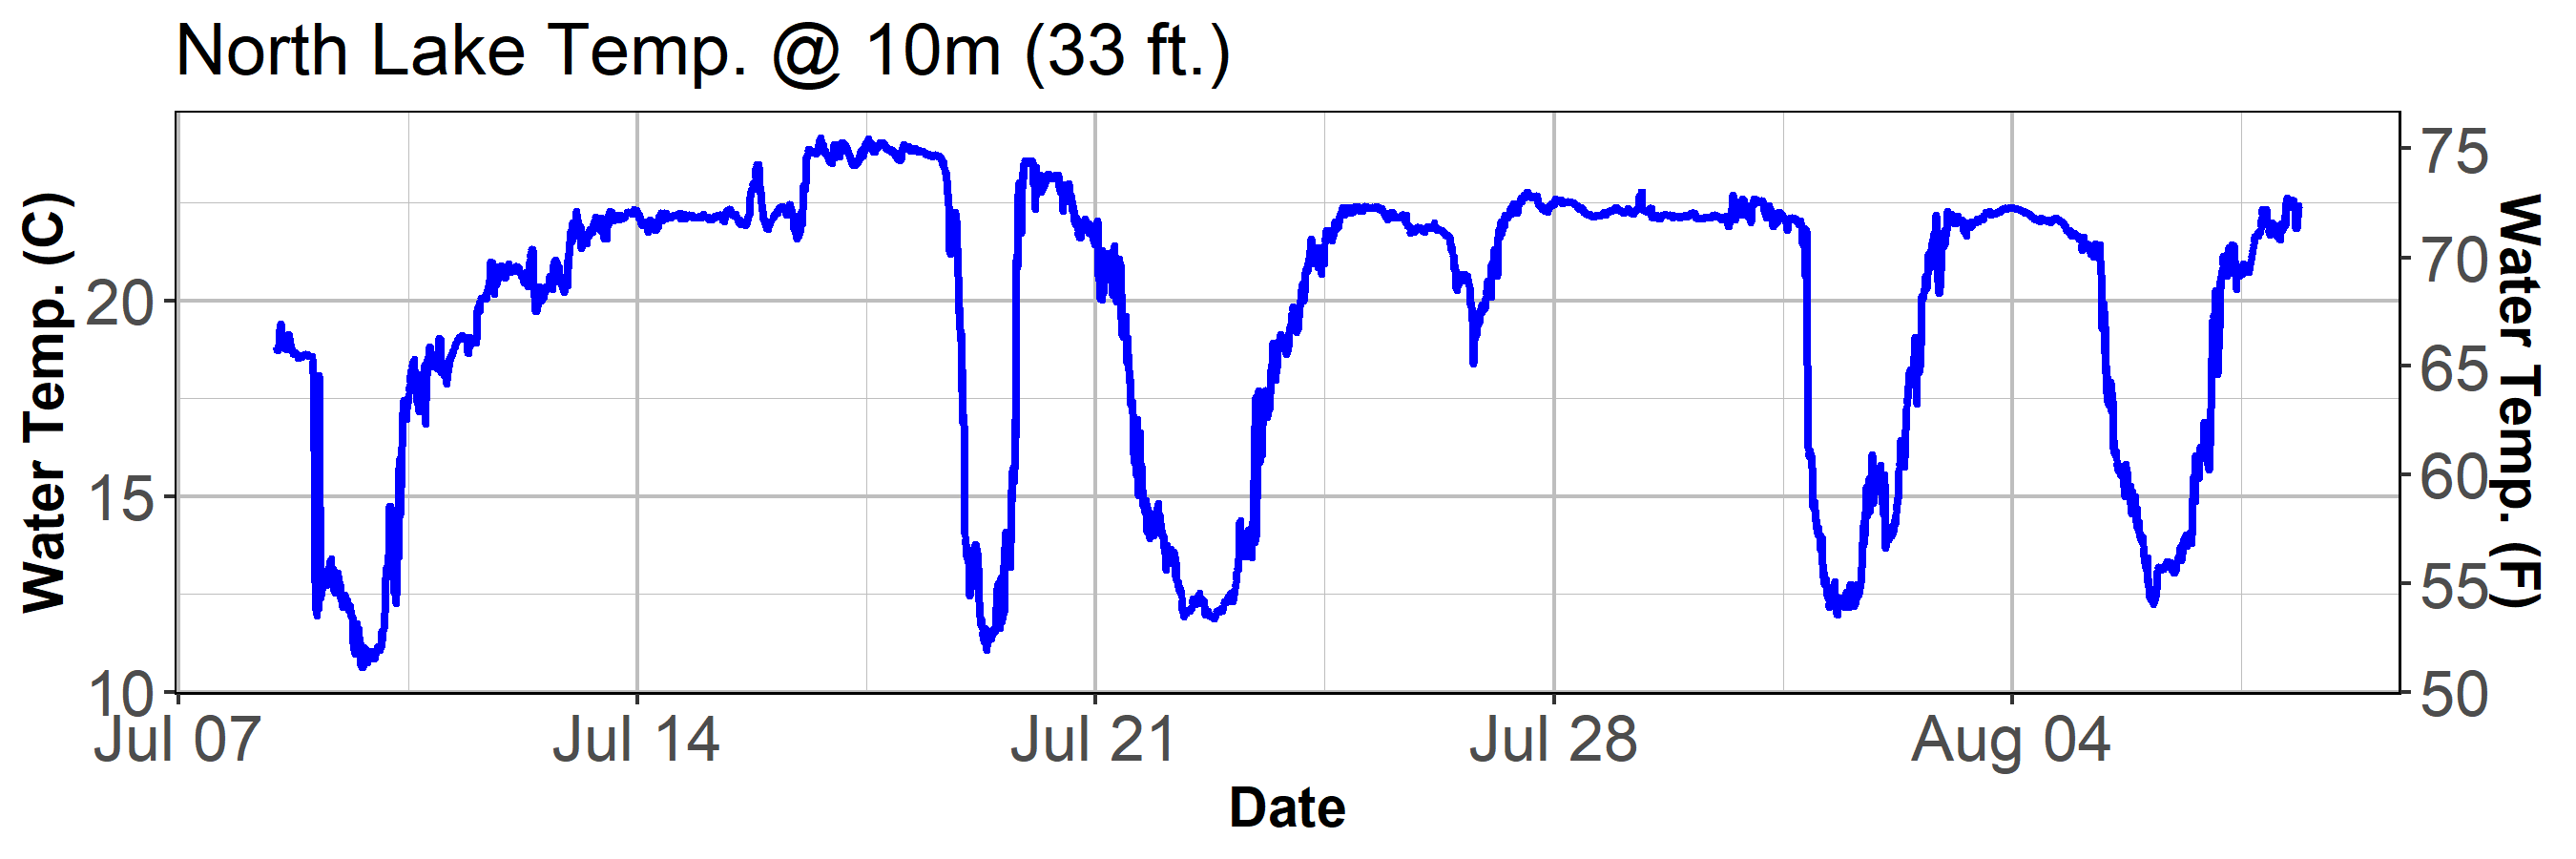 North Lake Temp. @ 10m (33 ft.)
Water Temp. (C)
20
15
10
75
70
65
60
55
50
Water Temp. (F)
Jul 07
Jul 14
Jul 21
Jul 28
Aug 04
Date